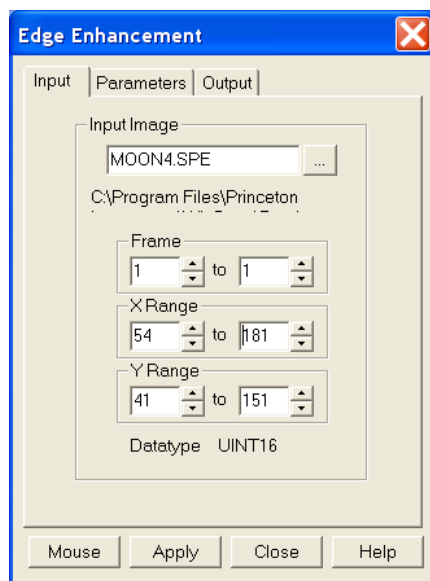 Edge Enhancement
Input Parameters Output
Input Image
MOON4.SPE ...
C:\Program Files\Princeton
Frame
1 to 1
X Range
54 to 181
Y Range
41 to 151
Datatype UINT16
Mouse Apply Close Help